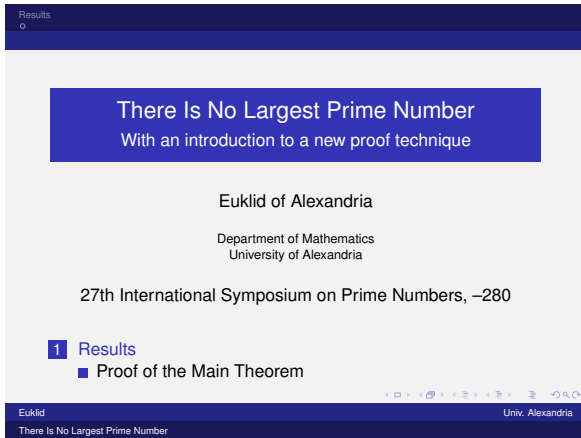 Results
There Is No Largest Prime Number
With an introduction to a new proof technique
Euklid of Alexandria
Department of Mathematics
University of Alexandria
27th International Symposium on Prime Numbers, –280
1 Results
Proof of the Main Theorem
Euklid Univ. Alexandria
There Is No Largest Prime Number